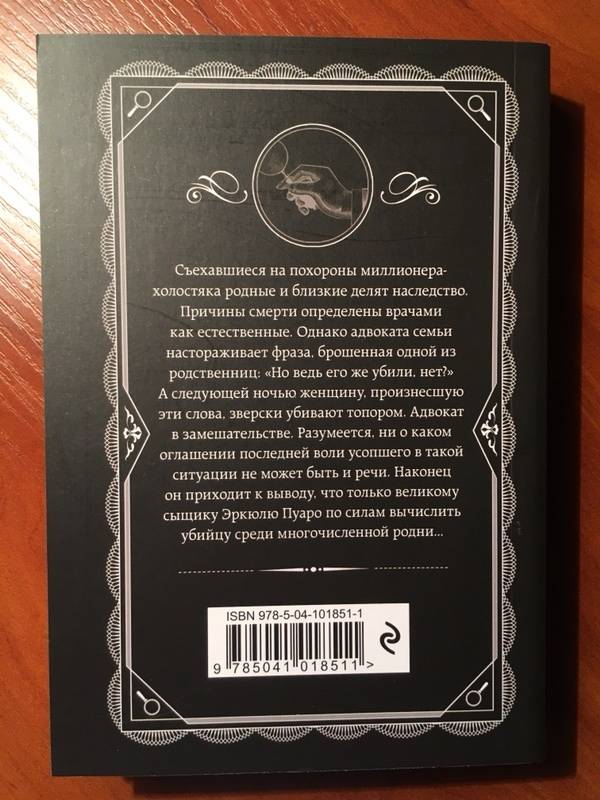 Съехавшиеся на похороны миллионера-
холостяка родные и близкие делят наследство.
Причины смерти определены врачами
как естественные. Однако адвоката семьи
настораживает фраза, брошенная одной из
родственниц: «Но ведь его же убили, нет?»
А следующей ночью женщину, произнесшую
эти слова, зверски убивают топором. Адвокат
в замешательстве. Разумеется, ни о каком
оглашении последней воли усопшего в такой
ситуации не может быть и речи. Наконец
он приходит к выводу, что только великому
сыщику Эркюлю Пуаро по силам вычислить
убийцу среди многочисленной родни...
ISBN 978-5-04-101851-1
9 785041 018511 >